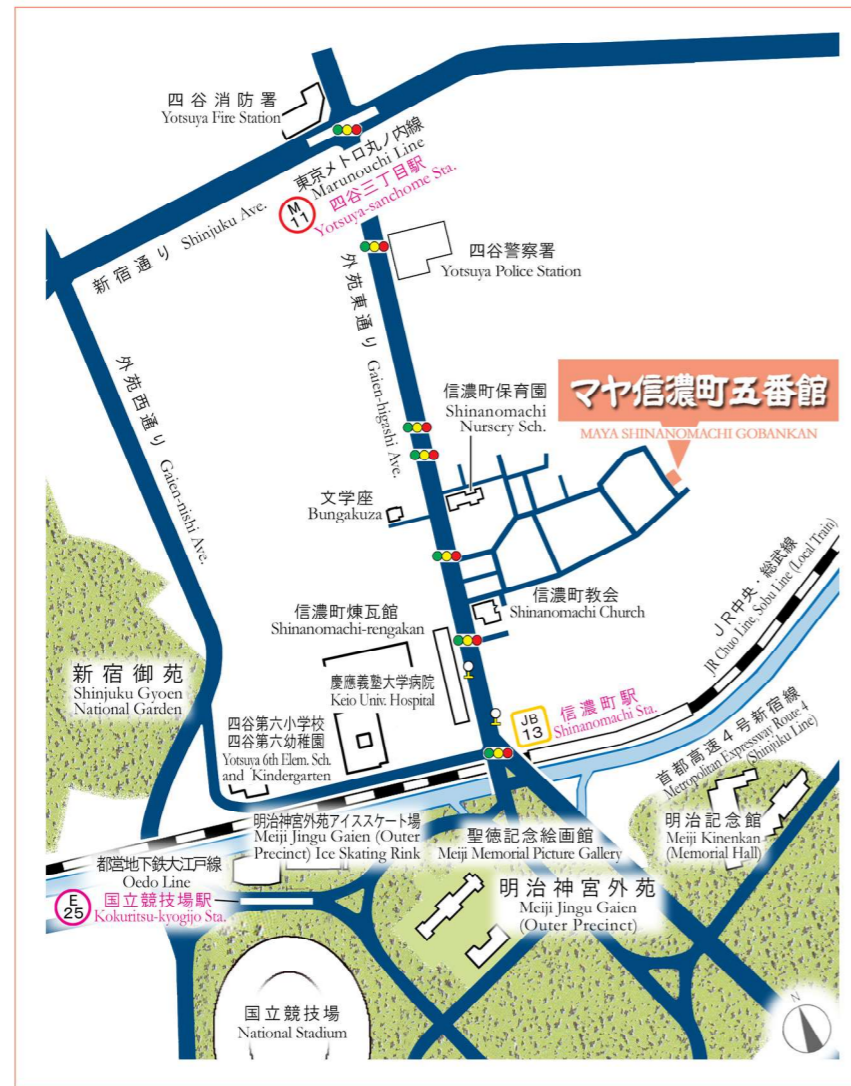 四谷消防署
Yotsuya Fire Station
東京メトロ丸ノ内線
Marunouchi Line
M
11
四谷三丁目駅
Yotsuya-sanchome Sta.
新宿通り Shinjuku Ave.
四谷警察署
Yotsuya Police Station
外苑東通り Gaien-higashi Ave.
外苑西通り Gaien-nishi Ave.
信濃町保育園
Shinanomachi
Nursery Sch.
マヤ信濃町五番館
MAYA SHINANOMACHI GOBANKAN
文学座
Bungakuza
JR中央・総武線
JR Chuo Line, Sobu Line (Local Train)
信濃町煉瓦館
Shinanomachi-rengakan
信濃町教会
Shinanomachi Church
新宿御苑
Shinjuku Gyoen
National Garden
慶應義塾大学病院
Keio Univ. Hospital
JB
13
信濃町駅
Shinanomachi Sta.
四谷第六小学校
四谷第六幼稚園
Yotsuya 6th Elem. Sch.
and Kindergarten
首都高速4号新宿線
Metropolitan Expressway Route 4
(Shinjuku Line)
明治神宮外苑アイススケート場
Meiji Jingu Gaien (Outer
Precinct) Ice Skating Rink
聖徳記念絵画館
Meiji Memorial Picture Gallery
明治記念館
Meiji Kinenkan
(Memorial Hall)
都営地下鉄大江戸線
Oedo Line
E
25
国立競技場駅
Kokuritsu-kyogijo Sta.
明治神宮外苑
Meiji Jingu Gaien
(Outer Precinct)
国立競技場
National Stadium
N